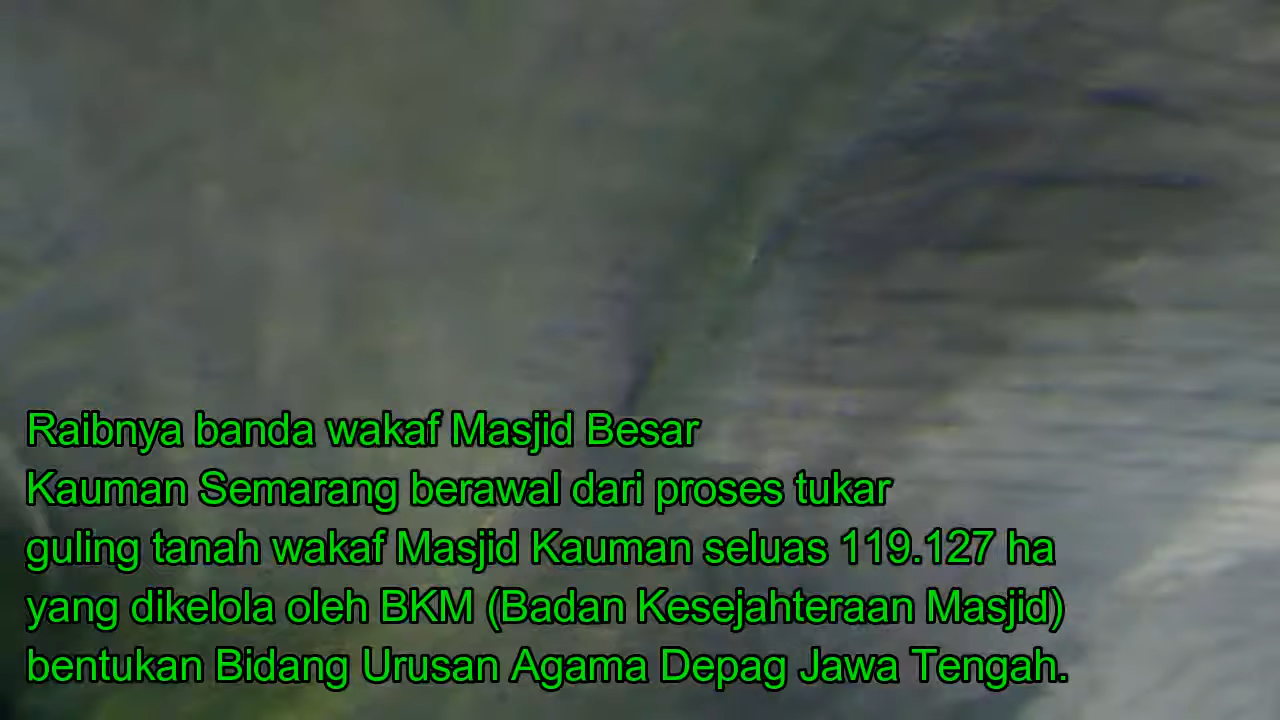 Raibnya banda wakaf Masjid Besar
Kauman Semarang berawal dari proses tukar
guling tanah wakaf Masjid Kauman seluas 119.127 ha
yang dikelola oleh BKM (Badan Kesejahteraan Masjid)
bentukan Bidang Urusan Agama Depag Jawa Tengah.